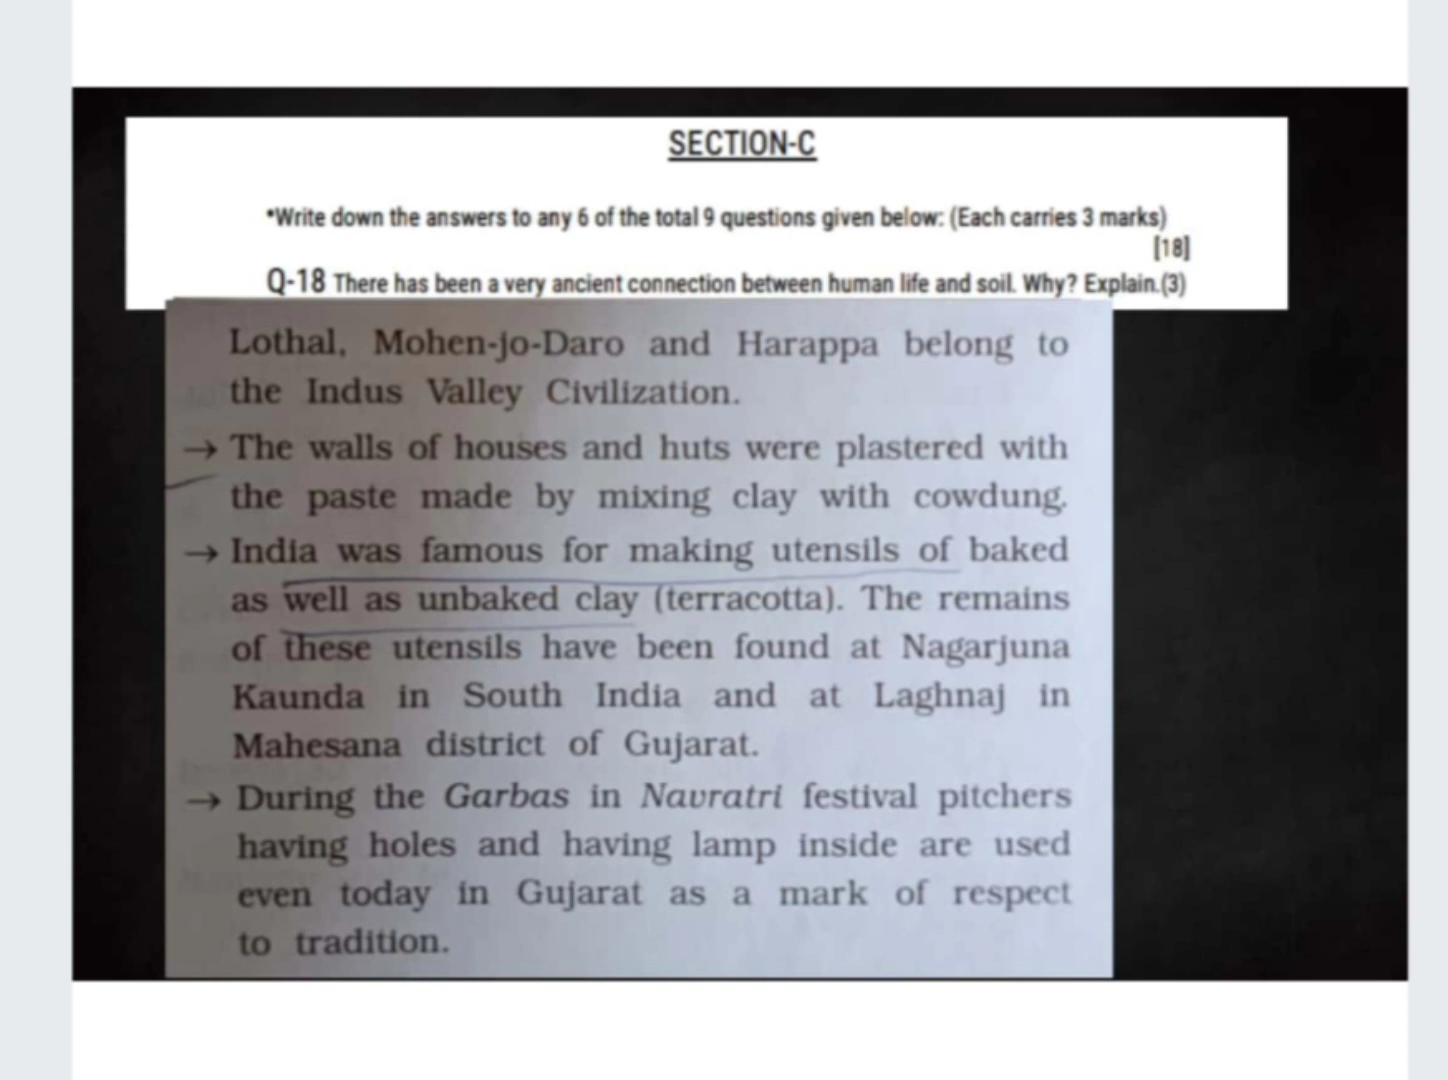 SECTION-C
*Write down the answers to any 6 of the total 9 questions given below: (Each carries 3 marks)
[18]
Q-18 There has been a very ancient connection between human life and soil. Why? Explain.(3)
Lothal, Mohen-jo-Daro and Harappa belong to
the Indus Valley Civilization.
→ The walls of houses and huts were plastered with
the paste made by mixing clay with cowdung.
→ India was famous for making utensils of baked
as well as unbaked clay (terracotta). The remains
of these utensils have been found at Nagarjuna
Kaunda in South India and at Laghnaj in
Mahesana district of Gujarat.
→ During the Garbas in Navratri festival pitchers
having holes and having lamp inside are used
even today in Gujarat as a mark of respect
to tradition.